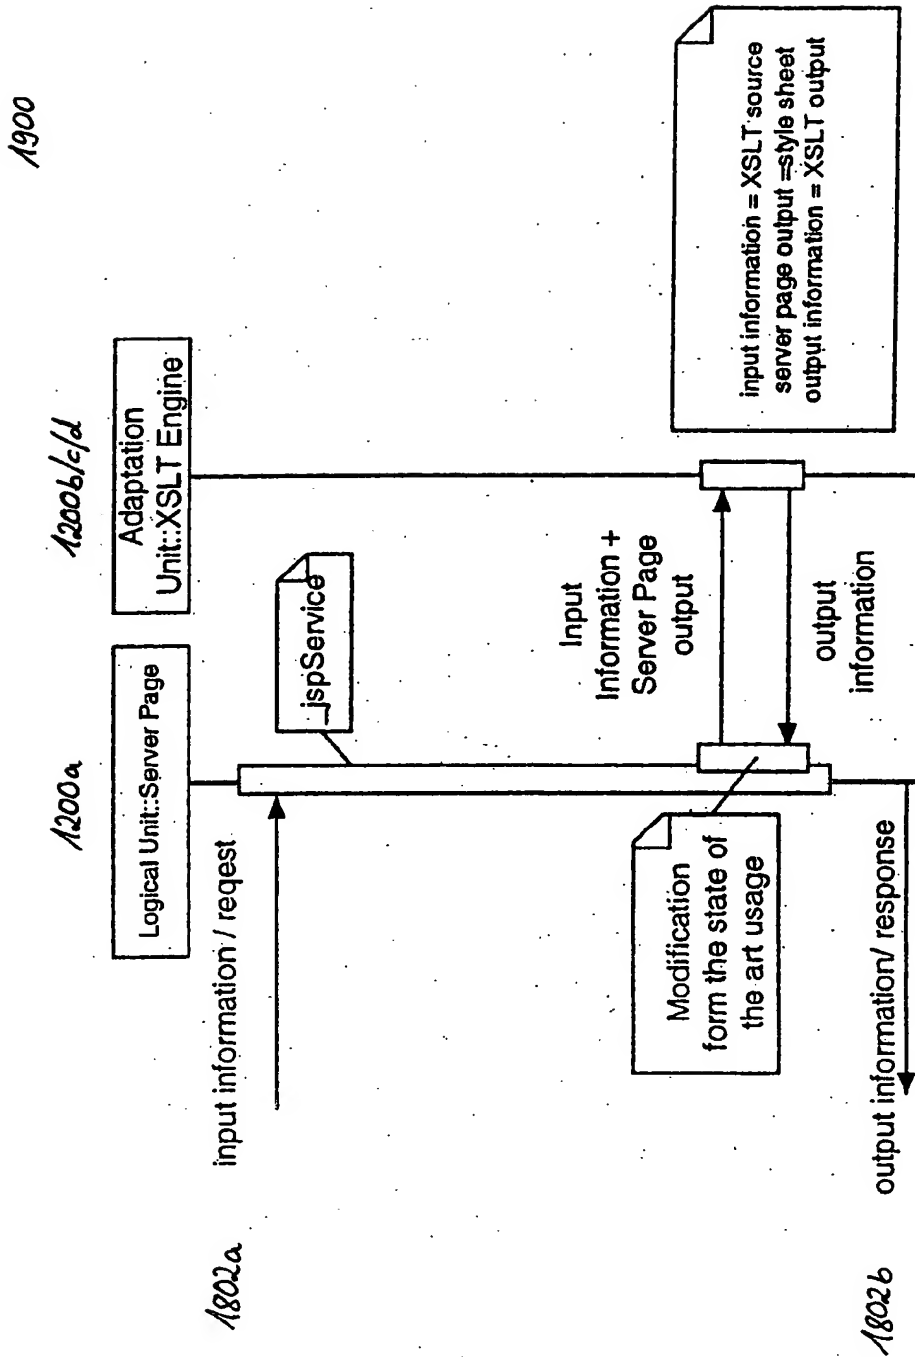 1900
1200a
1200b/c/d
Logical Unit::Server Page
Adaptation
Unit::XSLT Engine
1802a
input information / reqest
_jspService
Input
Information +
Server Page
output
Modification
form the state of
the art usage
output
information
input information = XSLT source
server page output =style sheet
output information = XSLT output
1802b
output information/ response